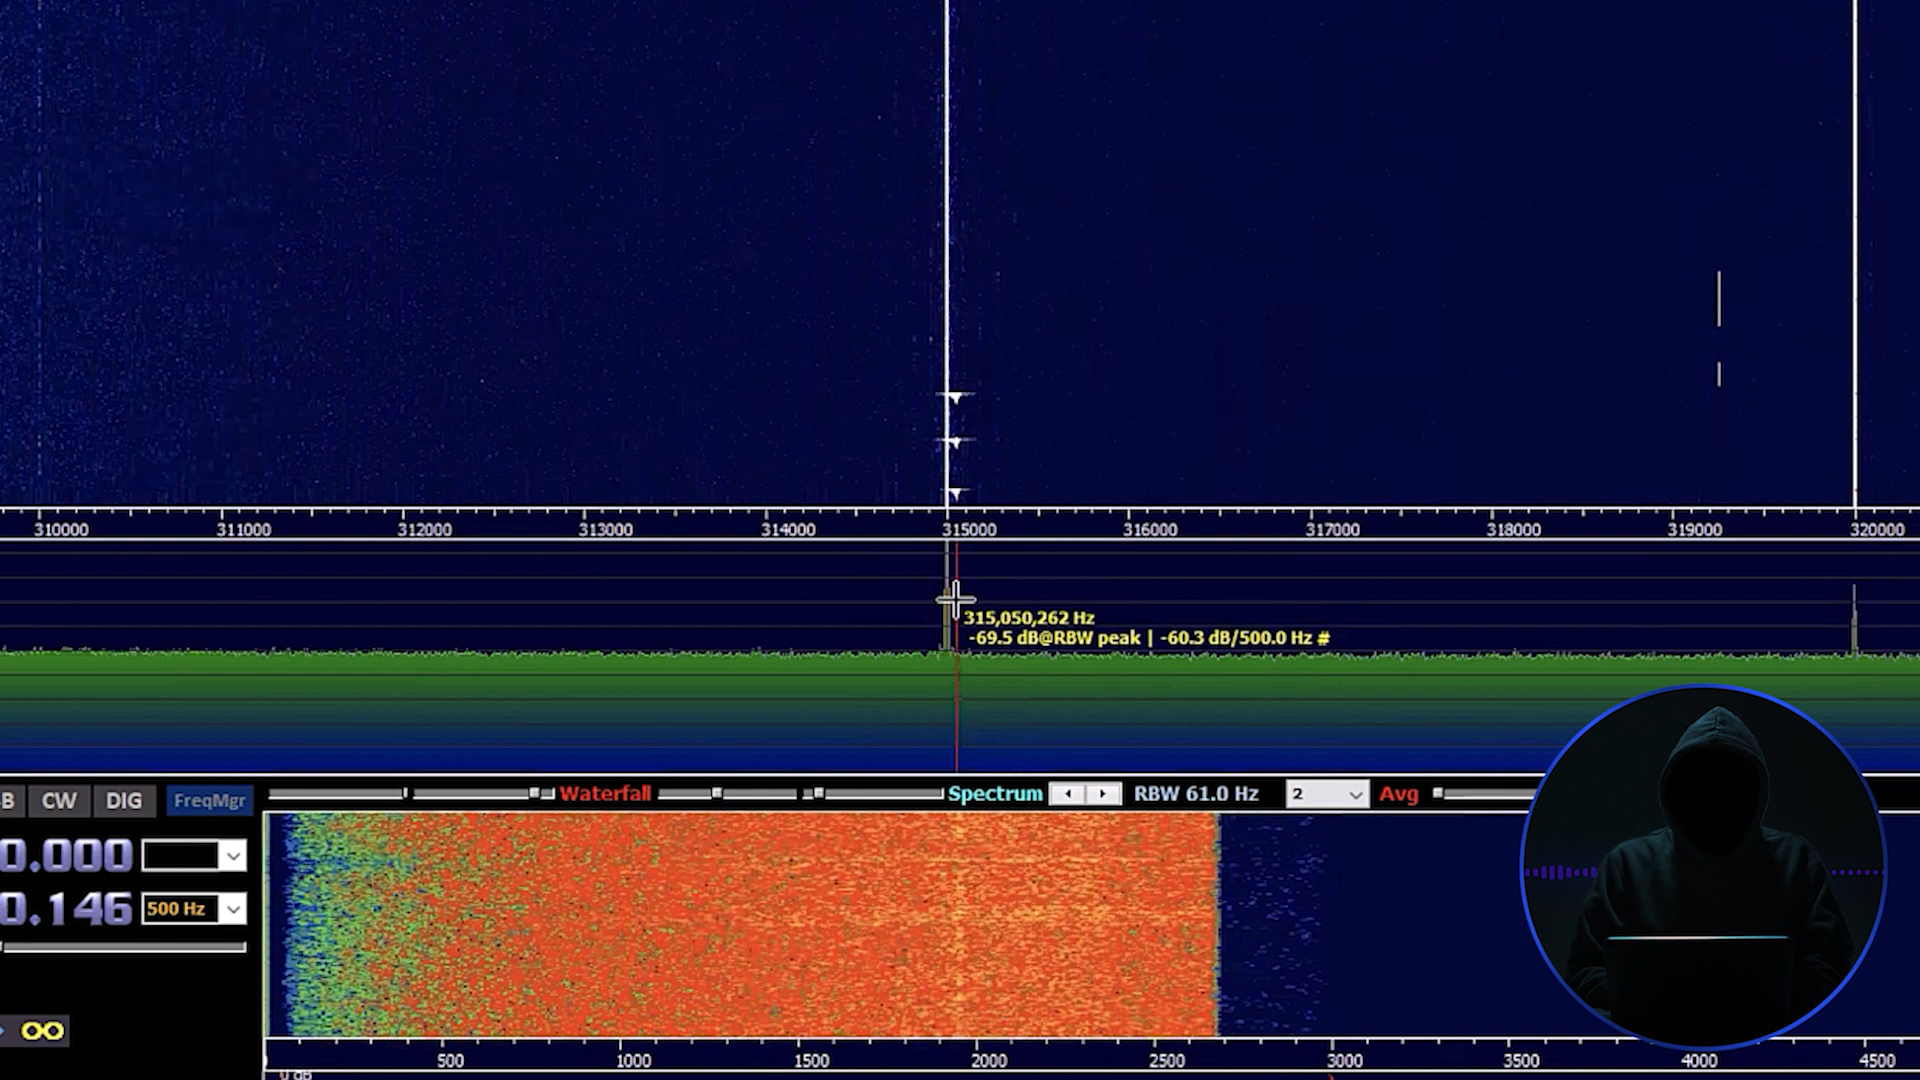 310000 311000 312000 313000 314000 315000 316000 317000 318000 319000 320000
315,050,262 Hz
-69.5 dB@RBW peak | -60.3 dB/500.0 Hz #
B CW DIG FreqMgr Waterfall Spectrum RBW 61.0 Hz 2 Avg
0.000
0.146 500 Hz
500 1000 1500 2000 2500 3000 3500 4000 4500
0 dB